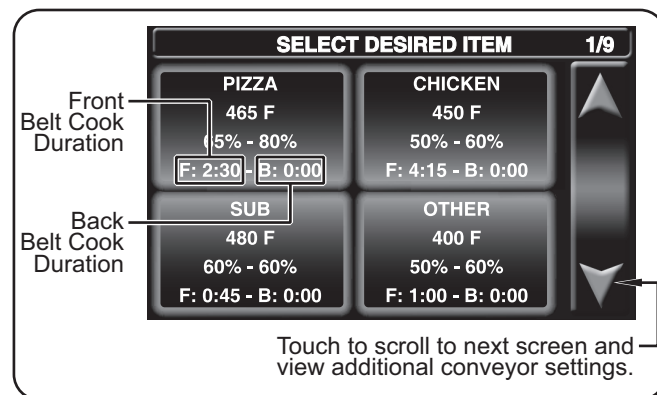 SELECT DESIRED ITEM 1/9
Front
Belt Cook
Duration
Back
Belt Cook
Duration
PIZZA
465 F
65% - 80%
F: 2:30 - B: 0:00
CHICKEN
450 F
50% - 60%
F: 4:15 - B: 0:00
SUB
480 F
60% - 60%
F: 0:45 - B: 0:00
OTHER
400 F
50% - 60%
F: 1:00 - B: 0:00
Touch to scroll to next screen and
view additional conveyor settings.